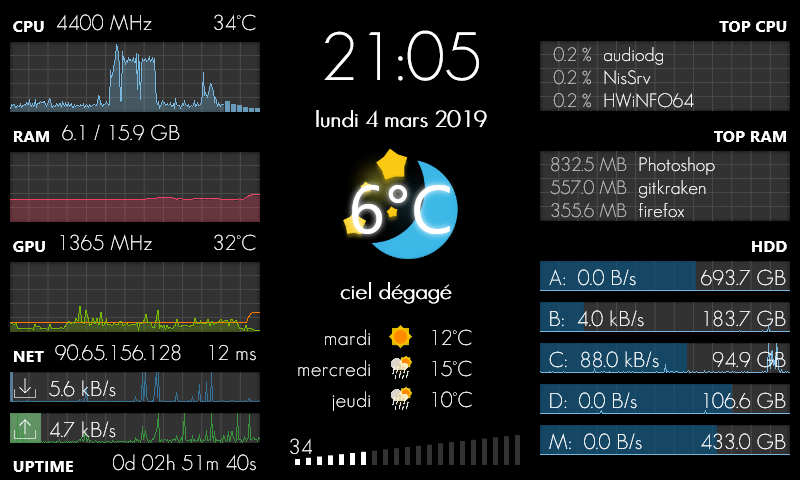 CPU 4400 MHz 34°C
RAM 6.1 / 15.9 GB
GPU 1365 MHz 32°C
NET 90.65.156.128 12 ms
5.6 kB/s
4.7 kB/s
UPTIME 0d 02h 51m 40s
21:05
lundi 4 mars 2019
6°C
ciel dégagé
mardi 12°C
mercredi 15°C
jeudi 10°C
34
TOP CPU
0.2 % audiodg
0.2 % NisSrv
0.2 % HWiNFO64
TOP RAM
832.5 MB Photoshop
557.0 MB gitkraken
355.6 MB firefox
HDD
A: 0.0 B/s 693.7 GB
B: 4.0 kB/s 183.7 GB
C: 88.0 kB/s 94.9 GB
D: 0.0 B/s 106.6 GB
M: 0.0 B/s 433.0 GB